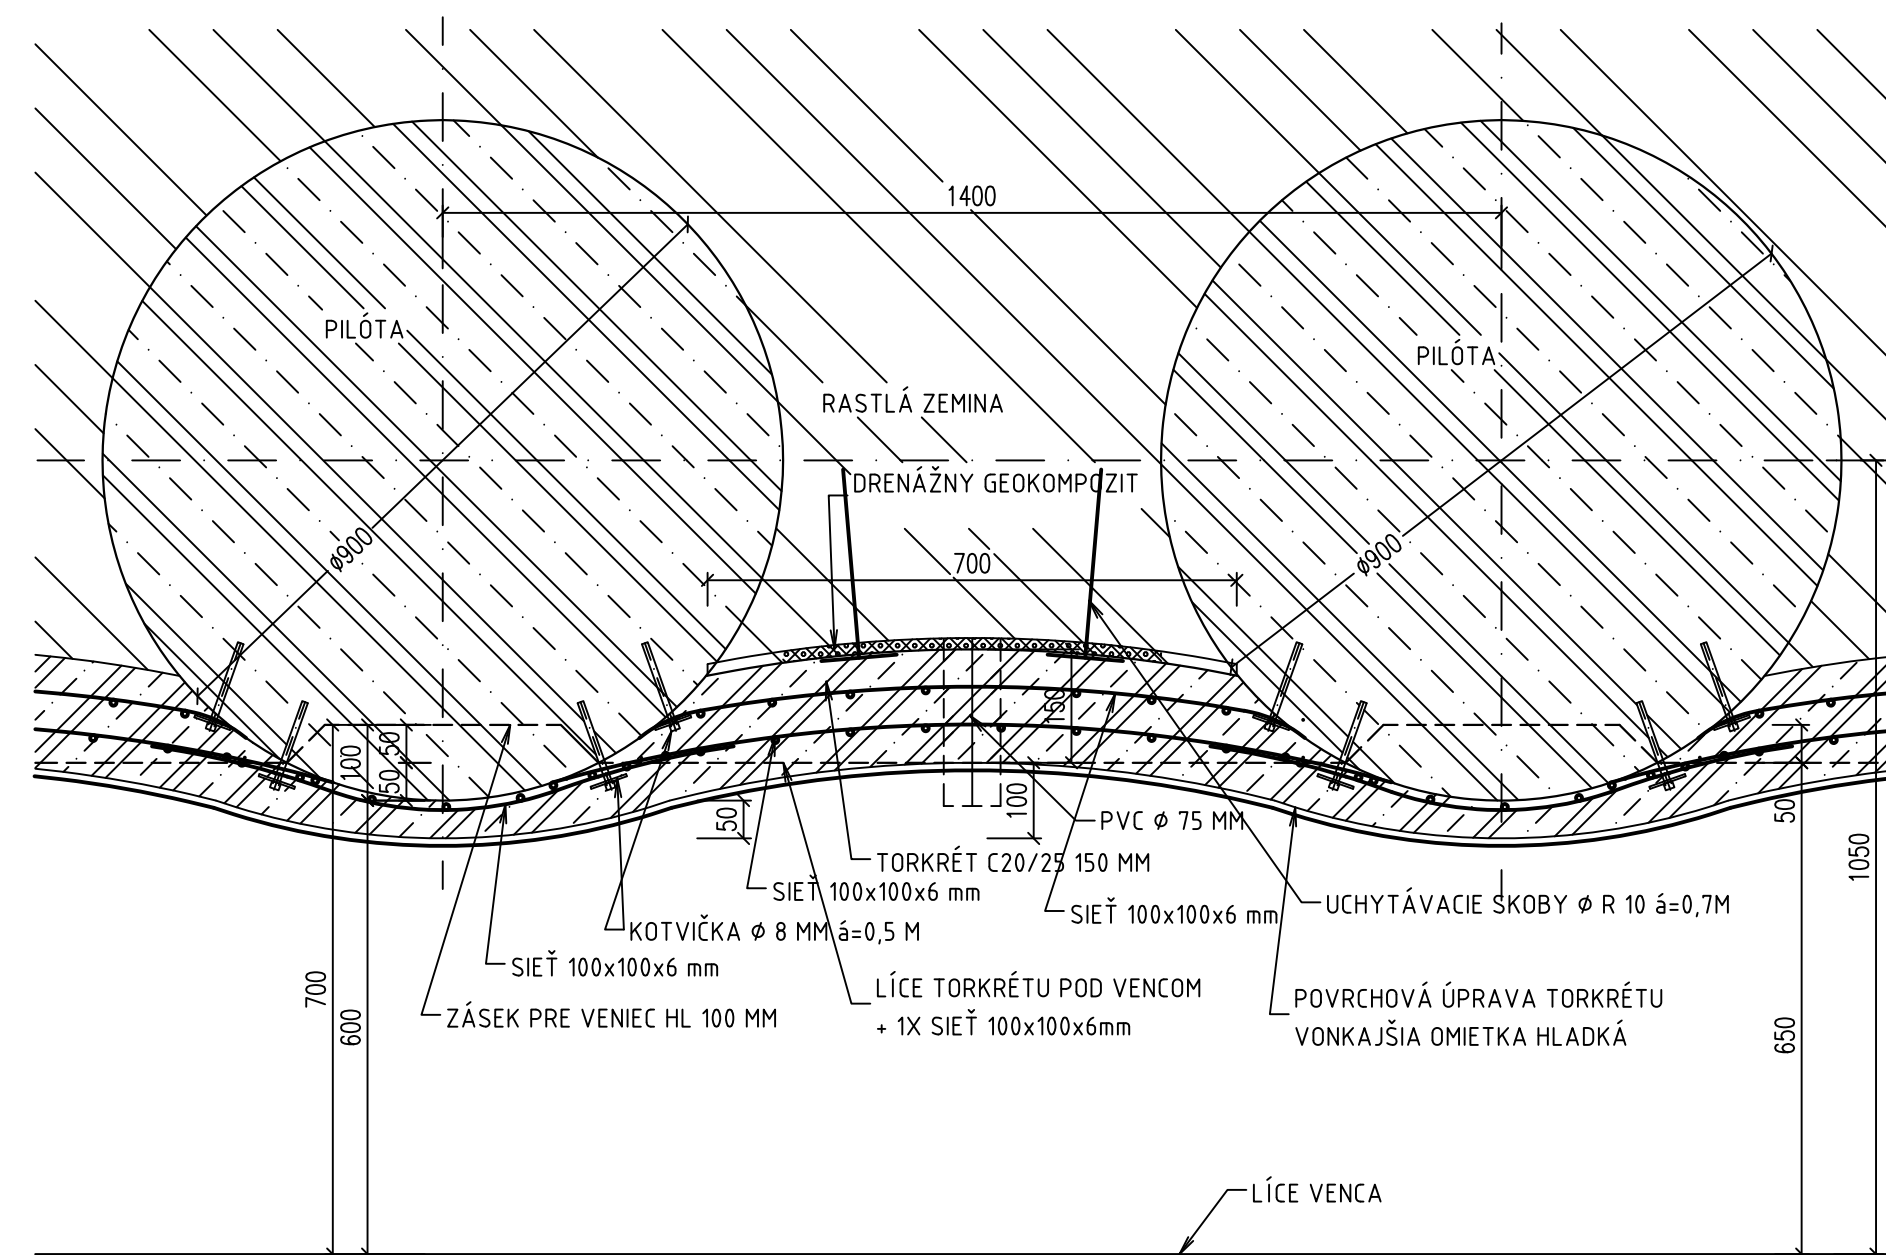 1400
PILÓTA
PILÓTA
RASTLÁ ZEMINA
DRENÁŽNY GEOKOMPOZIT
ø900
ø900
700
150
100
50
50
50
100
50
PVC ø 75 MM
TORKRÉT C20/25 150 MM
SIEŤ 100x100x6 mm
SIEŤ 100x100x6 mm
UCHYTÁVACIE SKOBY ø R 10 á=0,7M
KOTVIČKA ø 8 MM á=0,5 M
SIEŤ 100x100x6 mm
ZÁSEK PRE VENIEC HL 100 MM
LÍCE TORKRÉTU POD VENCOM
+ 1X SIEŤ 100x100x6mm
POVRCHOVÁ ÚPRAVA TORKRÉTU
VONKAJŠIA OMIETKA HLADKÁ
700
600
650
1050
LÍCE VENCA